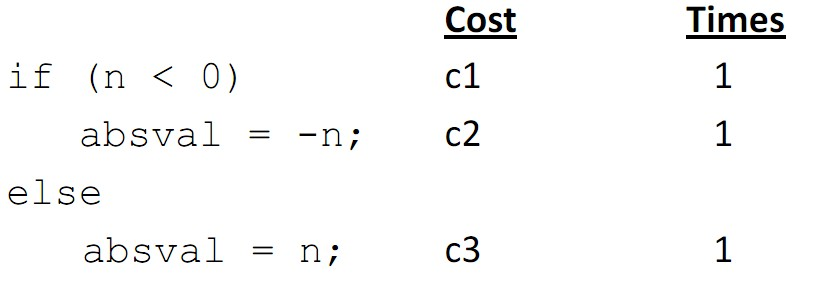 Cost Times
if (n < 0) c1 1
absval = -n; c2 1
else
absval = n; c3 1